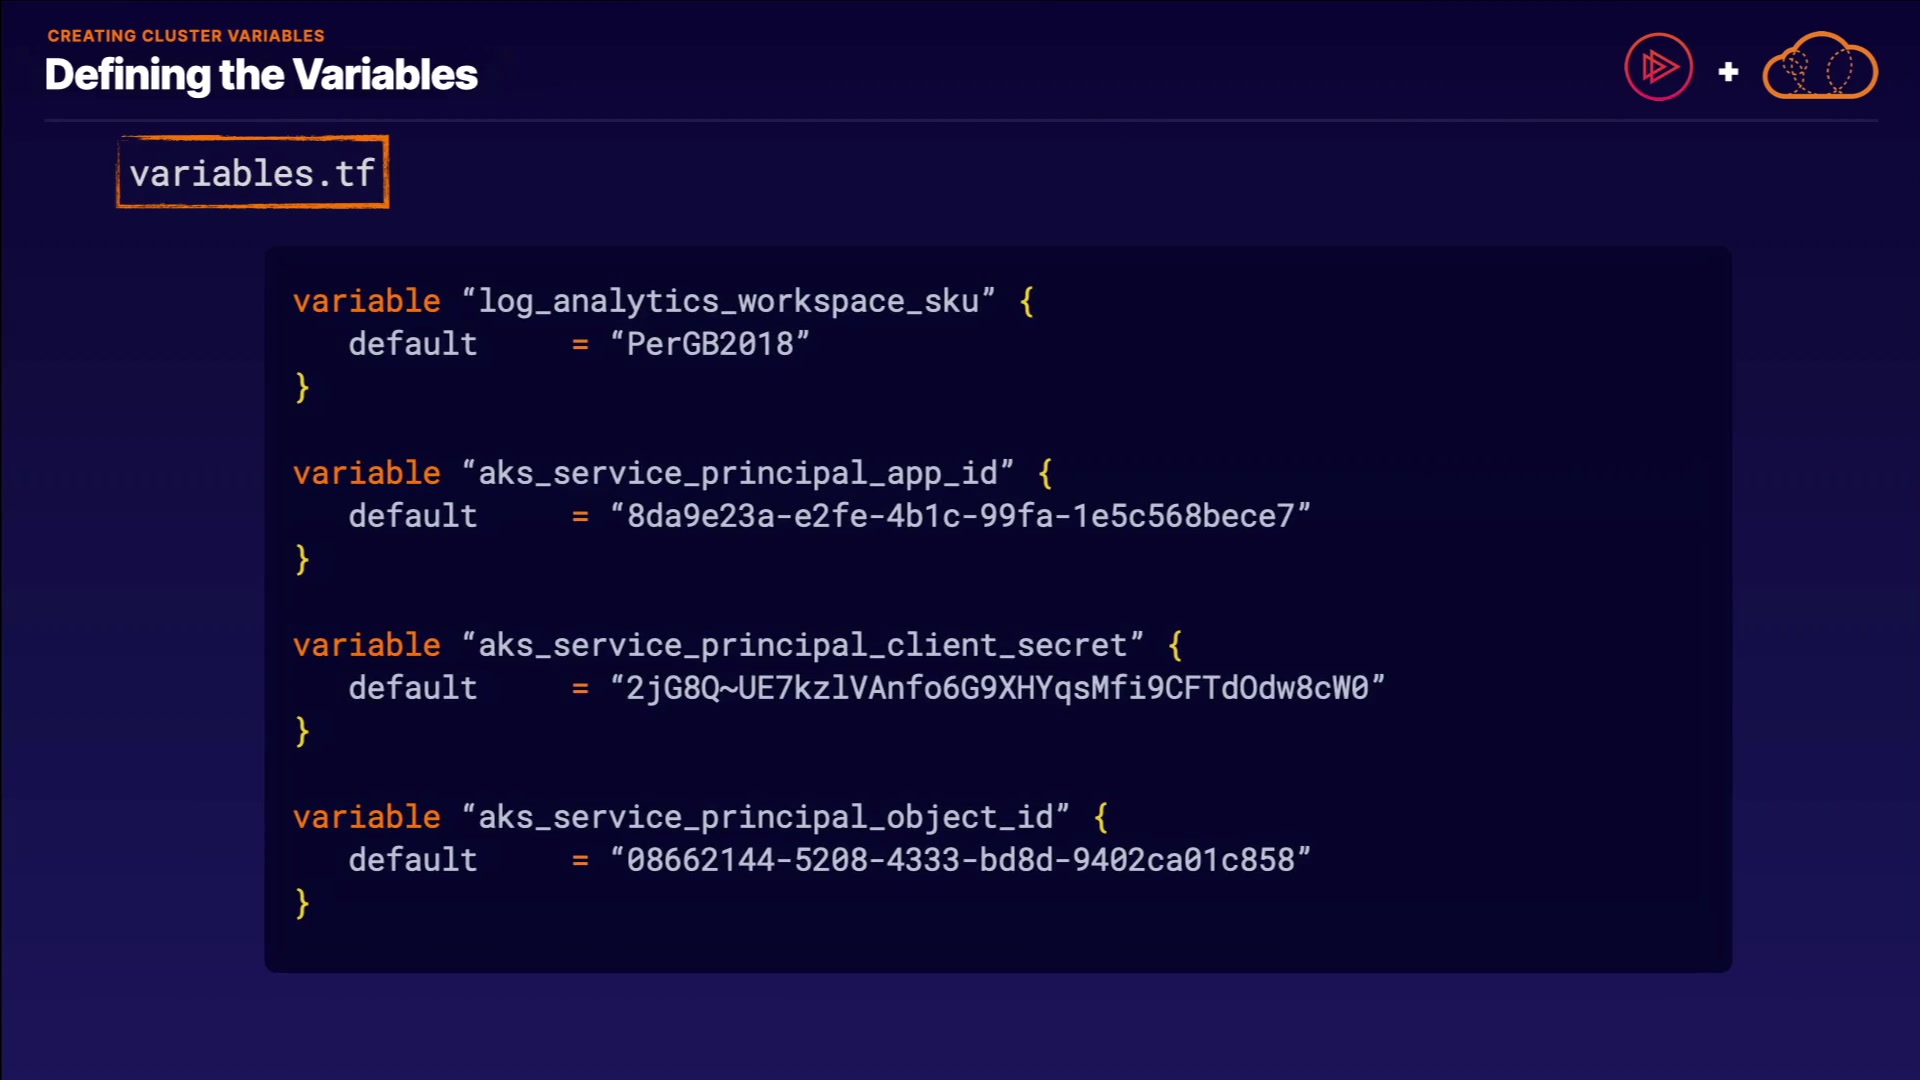 CREATING CLUSTER VARIABLES
Defining the Variables
+
variables.tf
variable “log_analytics_workspace_sku” {
default = “PerGB2018”
}
variable “aks_service_principal_app_id” {
default = “8da9e23a-e2fe-4b1c-99fa-1e5c568bece7”
}
variable “aks_service_principal_client_secret” {
default = “2jG8Q~UE7kzlVAnfo6G9XHYqsMfi9CFTdOdw8cW0”
}
variable “aks_service_principal_object_id” {
default = “08662144-5208-4333-bd8d-9402ca01c858”
}